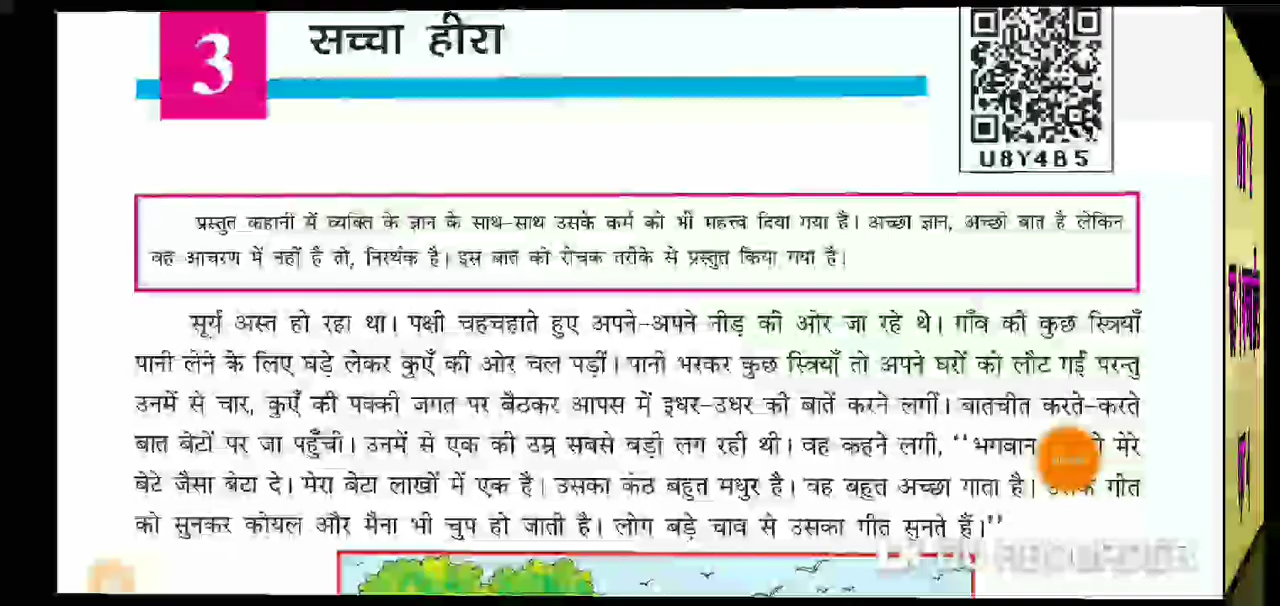 3 सच्चा हीरा
U8Y4B5
प्रस्तुत कहानी में व्यक्ति के ज्ञान के साथ-साथ उसके कर्म को भी महत्त्व दिया गया है। अच्छा ज्ञान, अच्छी बात है लेकिन
वह आचरण में नहीं है तो, निरर्थक है। इस बात को रोचक तरीके से प्रस्तुत किया गया है।
सूर्य अस्त हो रहा था। पक्षी चहचहाते हुए अपने-अपने नीड़ की ओर जा रहे थे। गाँव की कुछ स्त्रियाँ
पानी लेने के लिए घड़े लेकर कुएँ की ओर चल पड़ीं। पानी भरकर कुछ स्त्रियाँ तो अपने घरों को लौट गईं परन्तु
उनमें से चार, कुएँ की पक्की जगत पर बैठकर आपस में इधर-उधर की बातें करने लगीं। बातचीत करते-करते
बात बेटों पर जा पहुँची। उनमें से एक की उम्र सबसे बड़ी लग रही थी। वह कहने लगी, ''भगवान मेरे
बेटे जैसा बेटा दे। मेरा बेटा लाखों में एक है। उसका कंठ बहुत मधुर है। वह बहुत अच्छा गाता है। गीत
को सुनकर कोयल और मैना भी चुप हो जाती है। लोग बड़े चाव से उसका गीत सुनते हैं।''